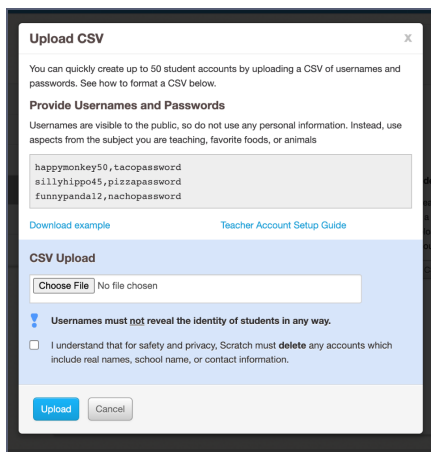 Upload CSV
X
You can quickly create up to 50 student accounts by uploading a CSV of usernames and
passwords. See how to format a CSV below.
Provide Usernames and Passwords
Usernames are visible to the public, so do not use any personal information. Instead, use
aspects from the subject you are teaching, favorite foods, or animals
happymonkey50,tacopassword
sillyhippo45,pizzapassword
funnypanda12,nachopassword
Download example
Teacher Account Setup Guide
CSV Upload
Choose File No file chosen
Usernames must not reveal the identity of students in any way.
I understand that for safety and privacy, Scratch must delete any accounts which
include real names, school name, or contact information.
Upload
Cancel